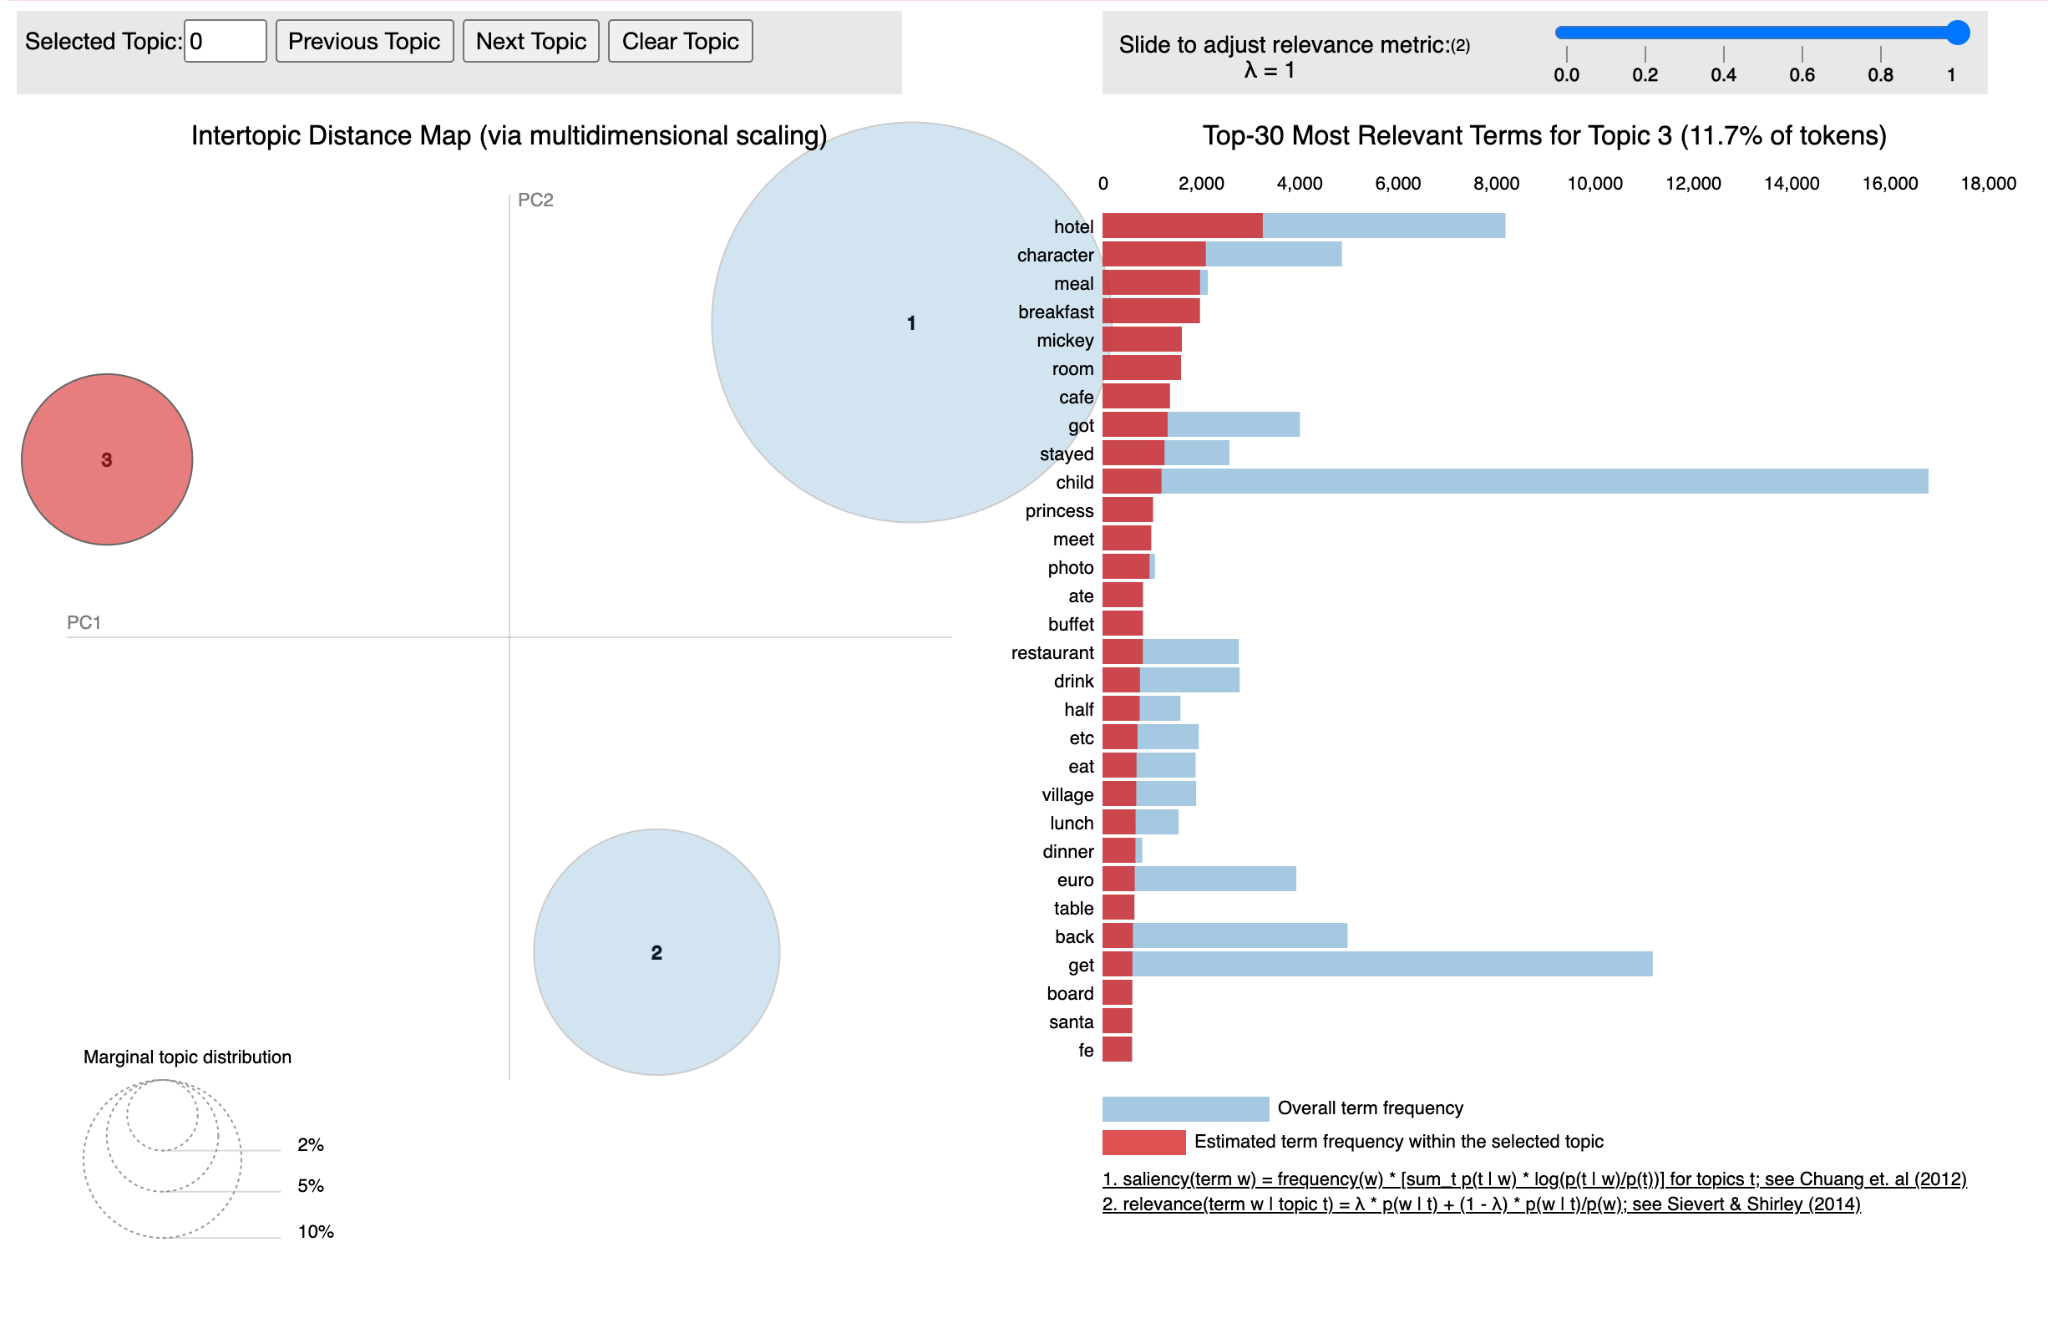 Selected Topic: 0 Previous Topic Next Topic Clear Topic
Slide to adjust relevance metric:(2)
λ = 1
0.0 0.2 0.4 0.6 0.8 1
Intertopic Distance Map (via multidimensional scaling)
PC2
PC1
1
3
2
Marginal topic distribution
2%
5%
10%
Top-30 Most Relevant Terms for Topic 3 (11.7% of tokens)
0 2,000 4,000 6,000 8,000 10,000 12,000 14,000 16,000 18,000
hotel
character
meal
breakfast
mickey
room
cafe
got
stayed
child
princess
meet
photo
ate
buffet
restaurant
drink
half
etc
eat
village
lunch
dinner
euro
table
back
get
board
santa
fe
Overall term frequency
Estimated term frequency within the selected topic
1. saliency(term w) = frequency(w) * [sum_t p(t | w) * log(p(t | w)/p(t))] for topics t; see Chuang et. al (2012)
2. relevance(term w | topic t) = λ * p(w | t) + (1 - λ) * p(w | t)/p(w); see Sievert & Shirley (2014)